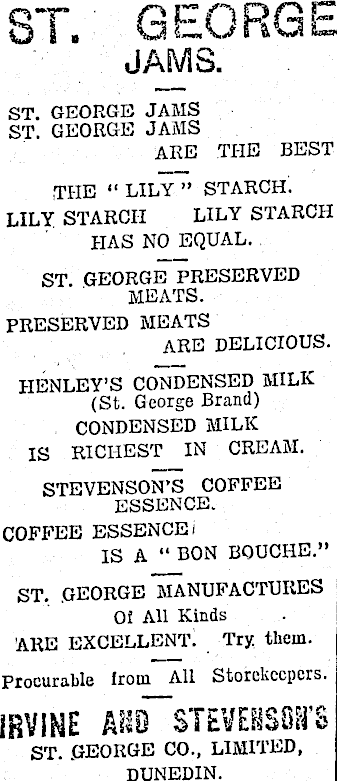 ST. GEORGE
JAMS.
ST. GEORGE JAMS
ST. GEORGE JAMS
ARE THE BEST
THE "LILY" STARCH.
LILY STARCH LILY STARCH
HAS NO EQUAL.
ST. GEORGE PRESERVED
MEATS.
PRESERVED MEATS
ARE DELICIOUS.
HENLEY'S CONDENSED MILK
(St. George Brand)
CONDENSED MILK
IS RICHEST IN CREAM.
STEVENSON'S COFFEE
ESSENCE.
COFFEE ESSENCE
IS A "BON BOUCHE."
ST. GEORGE MANUFACTURES
Of All Kinds
ARE EXCELLENT. Try them.
Procurable from All Storekeepers.
IRVINE AND STEVENSON'S
ST. GEORGE CO., LIMITED,
DUNEDIN.